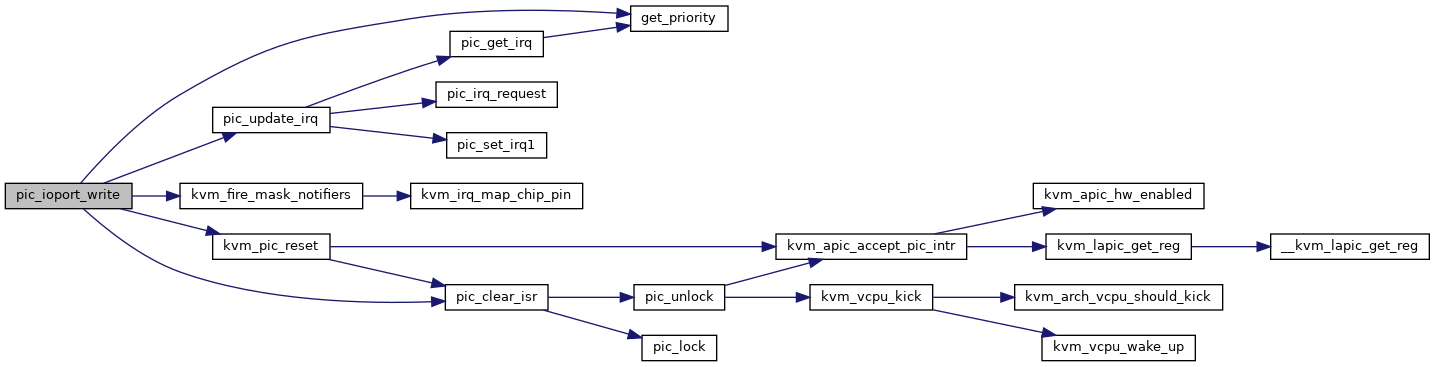 get_priority
pic_get_irq
pic_irq_request
pic_update_irq
pic_set_irq1
pic_ioport_write
kvm_fire_mask_notifiers
kvm_irq_map_chip_pin
kvm_apic_hw_enabled
kvm_pic_reset
kvm_apic_accept_pic_intr
kvm_lapic_get_reg
__kvm_lapic_get_reg
pic_clear_isr
pic_unlock
kvm_vcpu_kick
kvm_arch_vcpu_should_kick
pic_lock
kvm_vcpu_wake_up